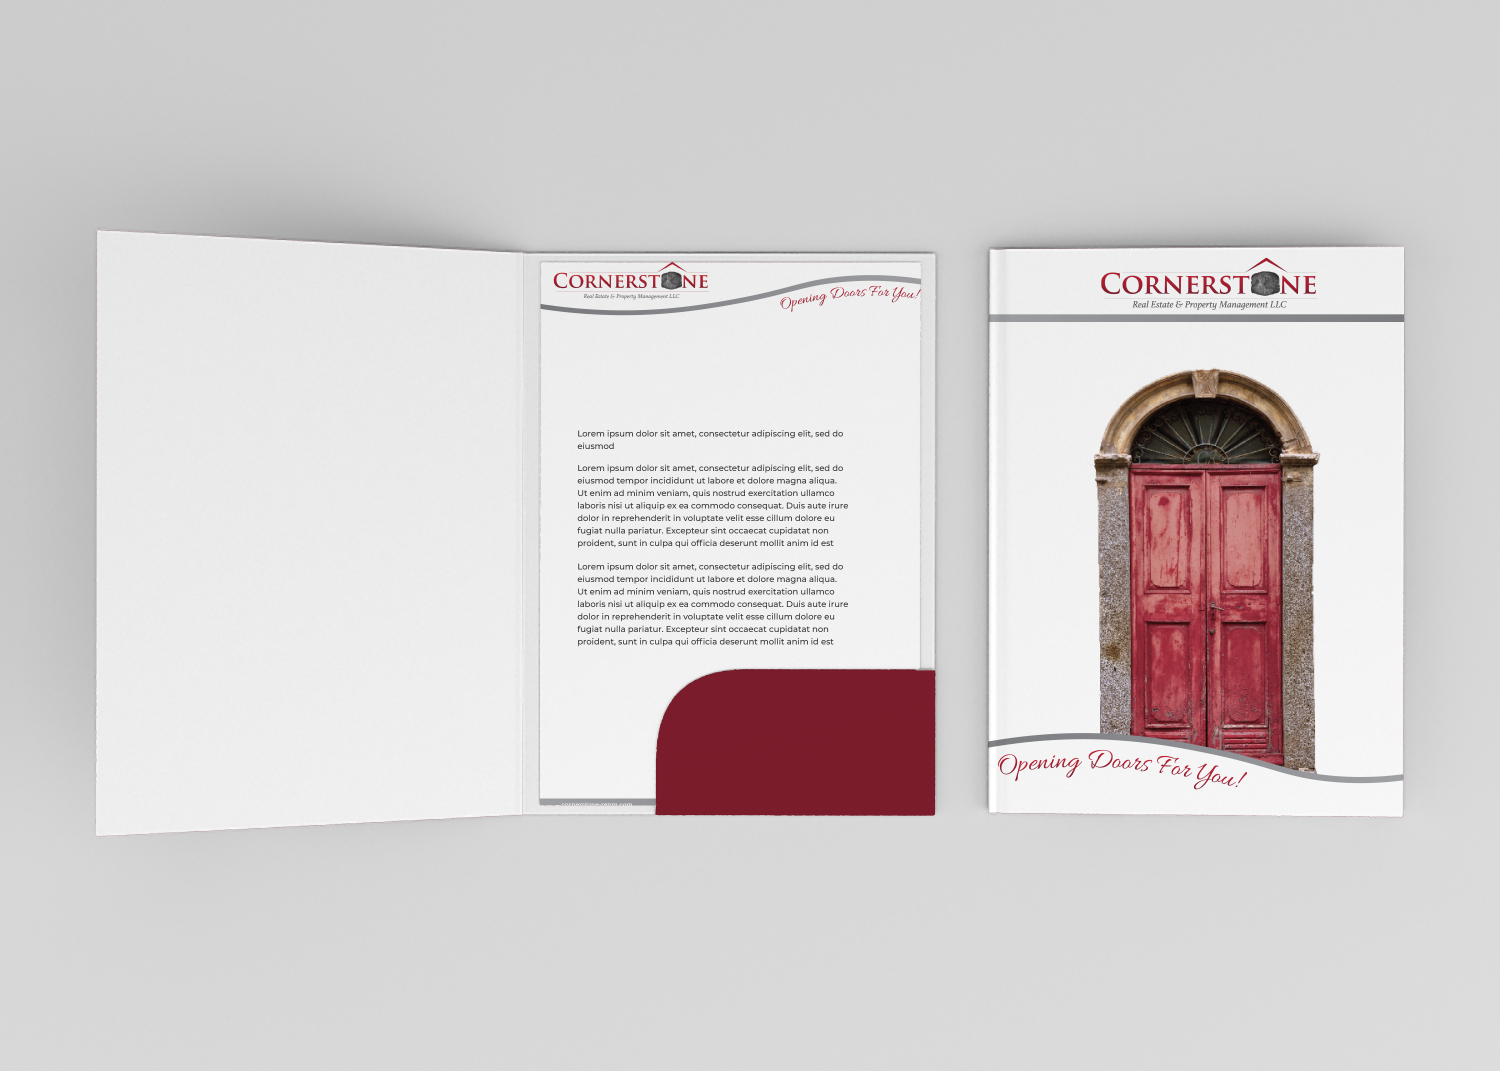 CORNERSTONE
Real Estate & Property Management LLC
Opening Doors For You!
Lorem ipsum dolor sit amet, consectetur adipiscing elit, sed do
eiusmod
Lorem ipsum dolor sit amet, consectetur adipiscing elit, sed do
eiusmod tempor incididunt ut labore et dolore magna aliqua.
Ut enim ad minim veniam, quis nostrud exercitation ullamco
laboris nisi ut aliquip ex ea commodo consequat. Duis aute irure
dolor in reprehenderit in voluptate velit esse cillum dolore eu
fugiat nulla pariatur. Excepteur sint occaecat cupidatat non
proident, sunt in culpa qui officia deserunt mollit anim id est
Lorem ipsum dolor sit amet, consectetur adipiscing elit, sed do
eiusmod tempor incididunt ut labore et dolore magna aliqua.
Ut enim ad minim veniam, quis nostrud exercitation ullamco
laboris nisi ut aliquip ex ea commodo consequat. Duis aute irure
dolor in reprehenderit in voluptate velit esse cillum dolore eu
fugiat nulla pariatur. Excepteur sint occaecat cupidatat non
proident, sunt in culpa qui officia deserunt mollit anim id est
CORNERSTONE
Real Estate & Property Management LLC
Opening Doors For You!